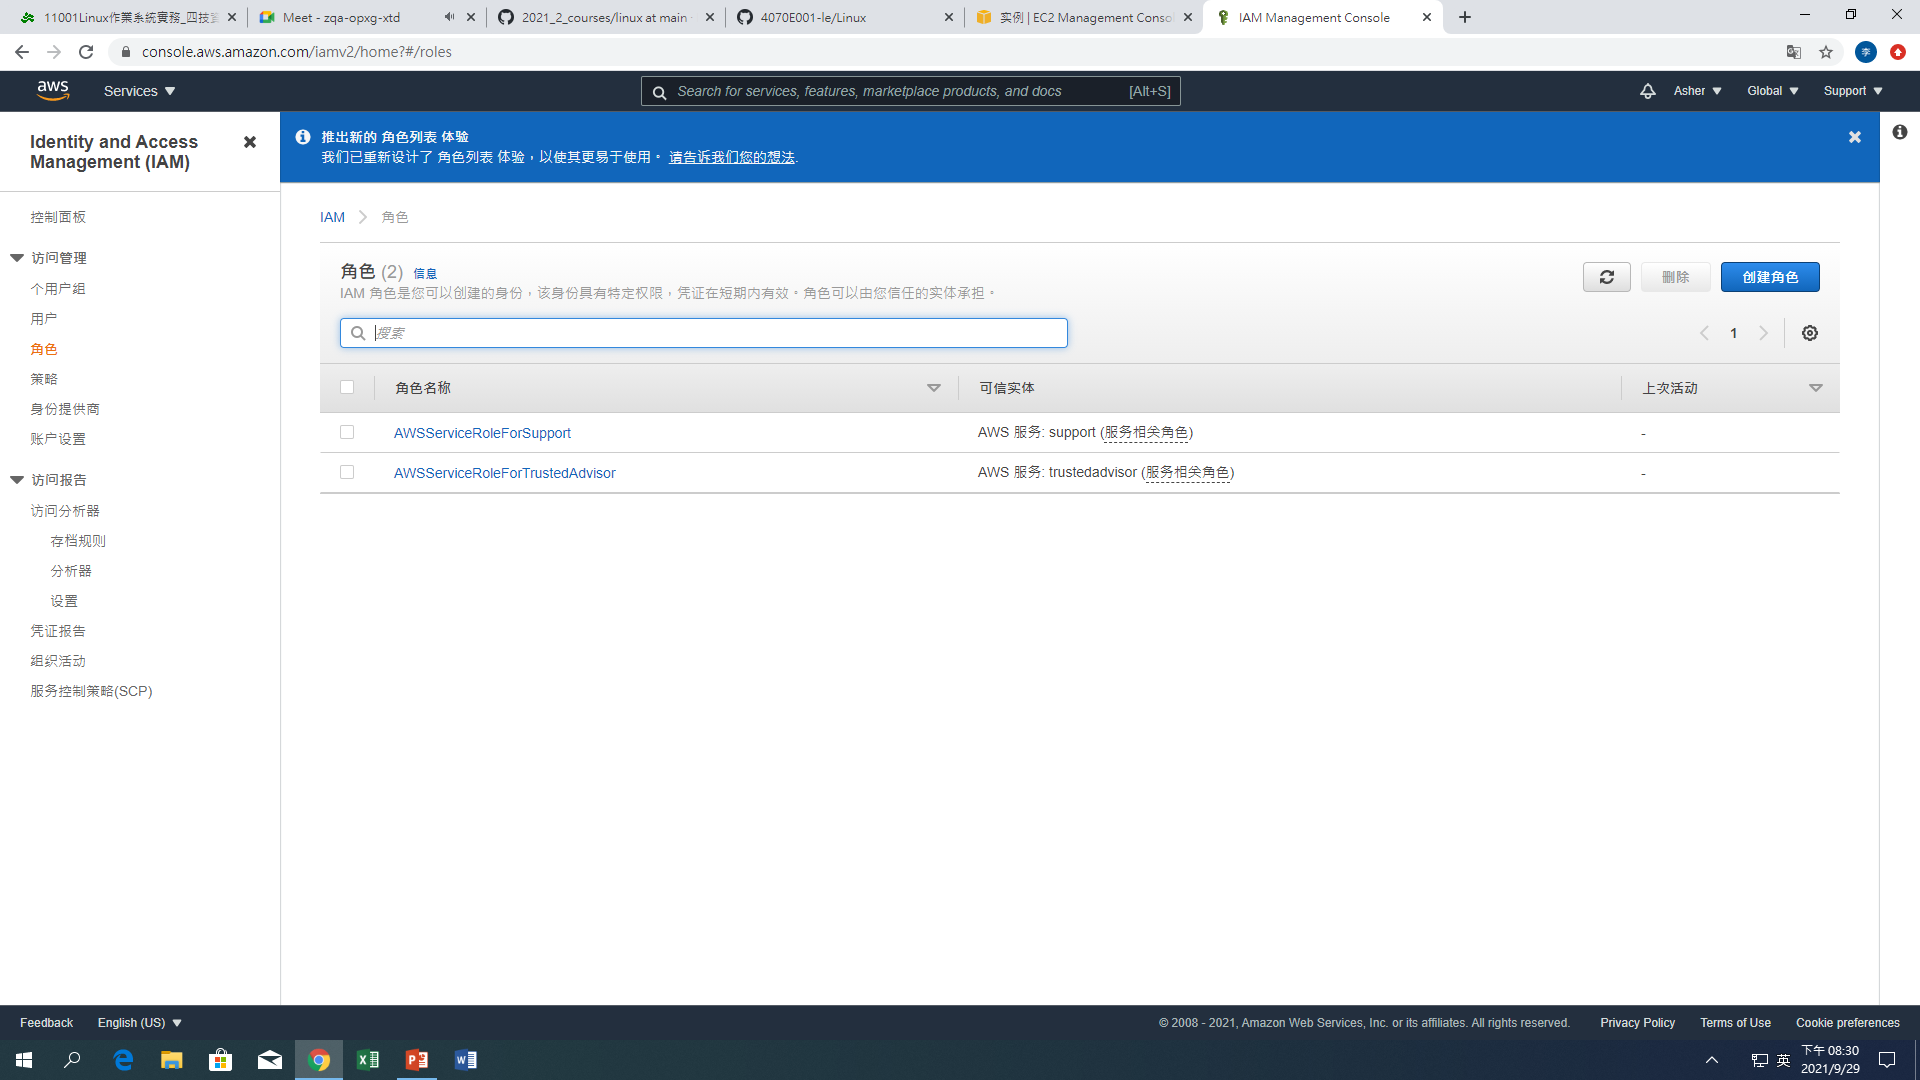 11001Linux作業系統實務_四技資
Meet - zqa-opxg-xtd
2021_2_courses/linux at main
4070E001-le/Linux
实例 | EC2 Management Conso
IAM Management Console
console.aws.amazon.com/iamv2/home?#/roles
李
aws
Services
Search for services, features, marketplace products, and docs
[Alt+S]
Asher
Global
Support
Identity and Access
Management (IAM)
推出新的 角色列表 体验
我们已重新设计了 角色列表 体验，以使其更易于使用。 请告诉我们您的想法.
控制面板
访问管理
个用户组
用户
角色
策略
身份提供商
账户设置
访问报告
访问分析器
存档规则
分析器
设置
凭证报告
组织活动
服务控制策略(SCP)
IAM
角色
角色 (2) 信息
IAM 角色是您可以创建的身份，该身份具有特定权限，凭证在短期内有效。角色可以由您信任的实体承担。
删除
创建角色
搜索
1
角色名称
可信实体
上次活动
AWSServiceRoleForSupport
AWS 服务: support (服务相关角色)
-
AWSServiceRoleForTrustedAdvisor
AWS 服务: trustedadvisor (服务相关角色)
-
Feedback
English (US)
© 2008 - 2021, Amazon Web Services, Inc. or its affiliates. All rights reserved.
Privacy Policy
Terms of Use
Cookie preferences
英
下午 08:30
2021/9/29